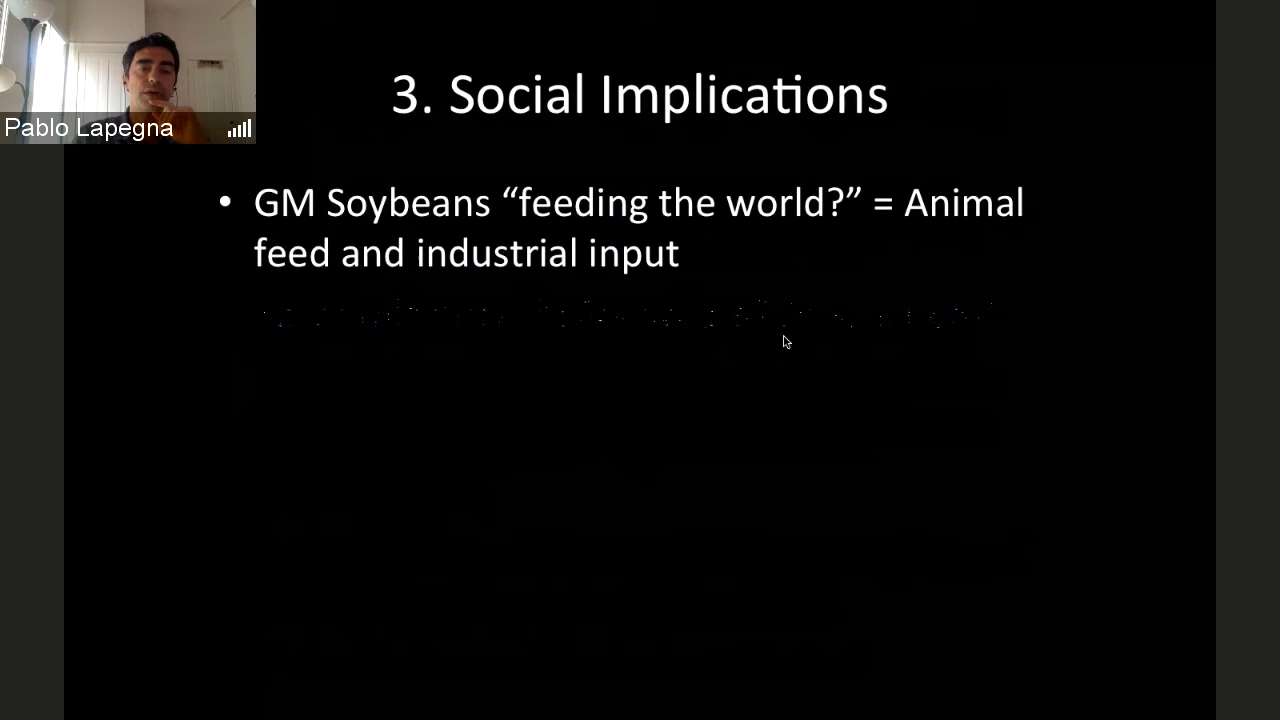 Pablo Lapegna
3. Social Implications
• GM Soybeans “feeding the world?” = Animal
feed and industrial input